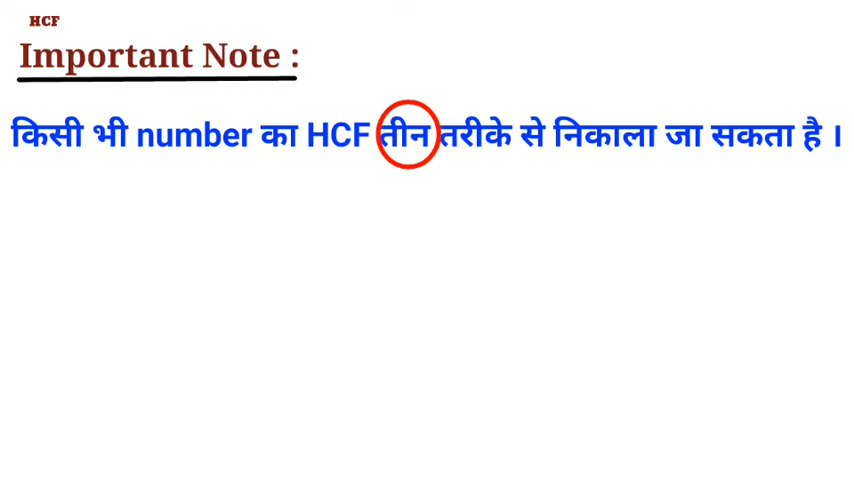 HCF
Important Note :
किसी भी number का HCF तीन तरीके से निकाला जा सकता है ।